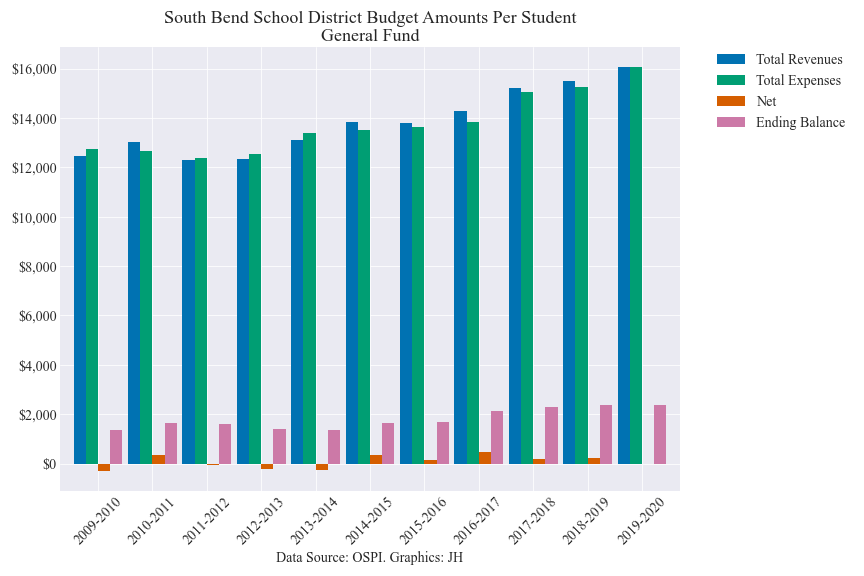 South Bend School District Budget Amounts Per Student
General Fund
Total Revenues
Total Expenses
Net
Ending Balance
$16,000
$14,000
$12,000
$10,000
$8,000
$6,000
$4,000
$2,000
$0
2009-2010
2010-2011
2011-2012
2012-2013
2013-2014
2014-2015
2015-2016
2016-2017
2017-2018
2018-2019
2019-2020
Data Source: OSPI. Graphics: JH